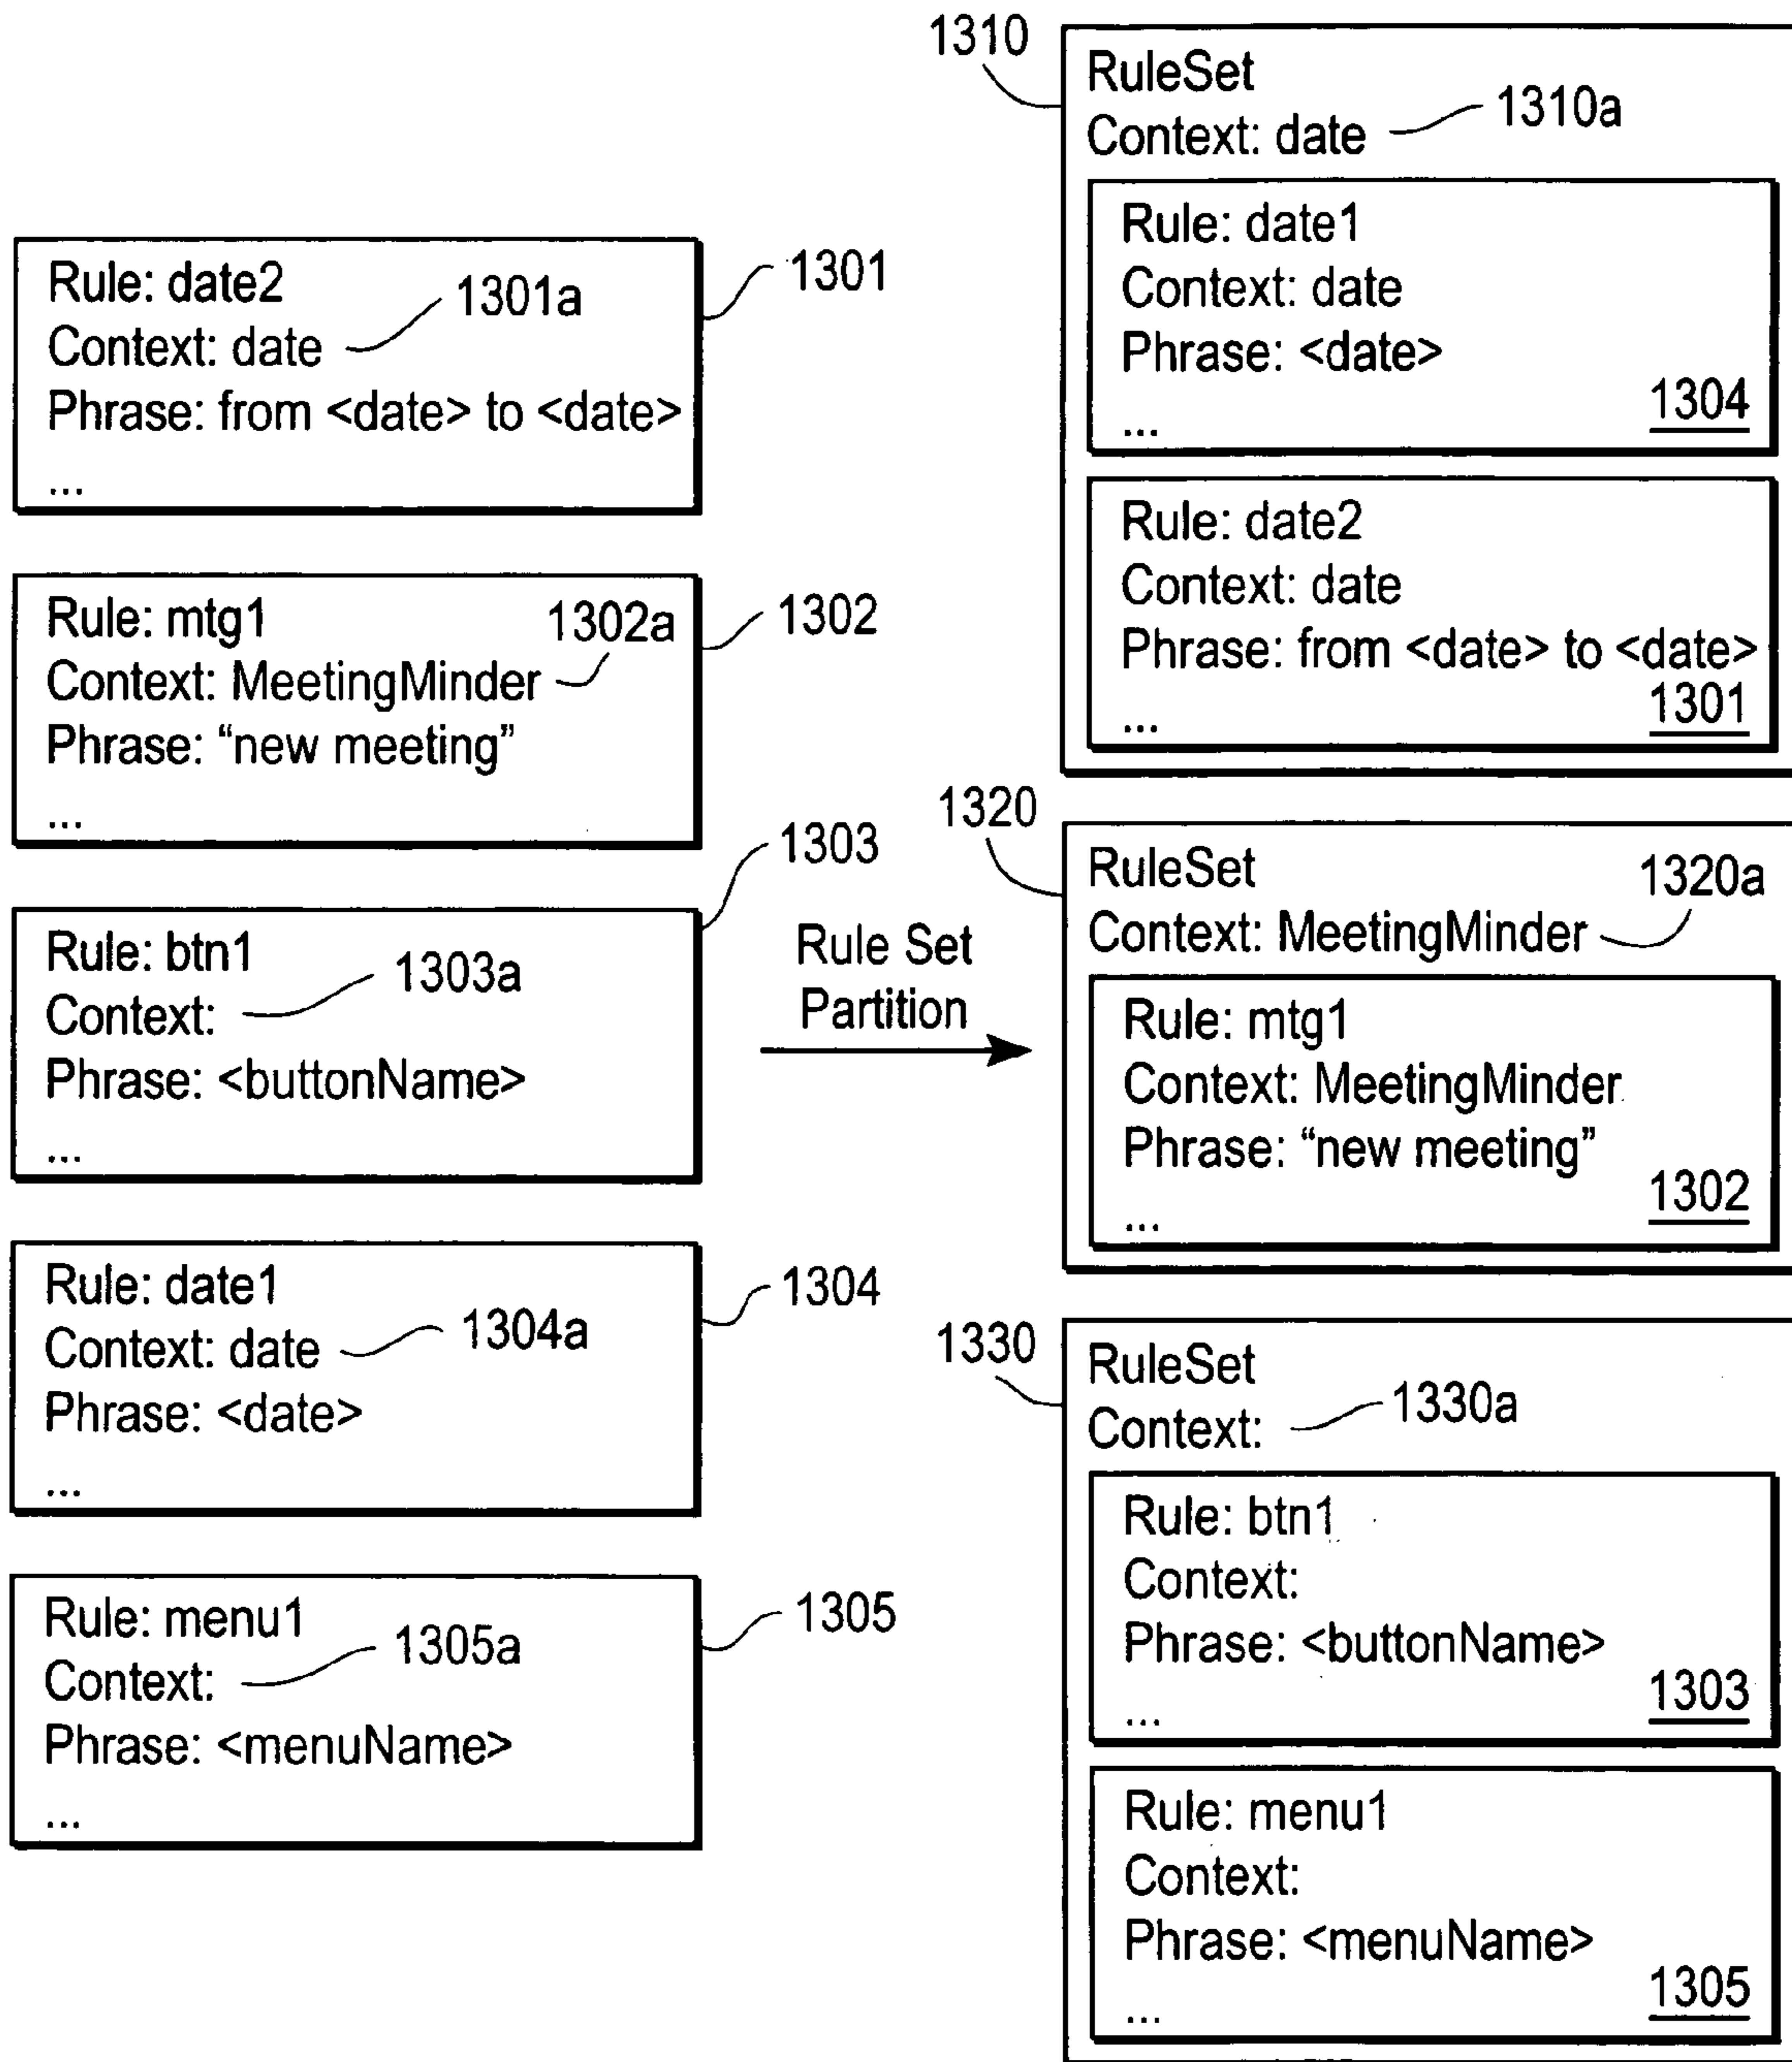 Rule: date2
1301a
Context: date
Phrase: from <date> to <date>
...
1301
Rule: mtg1
1302a
Context: MeetingMinder
Phrase: “new meeting”
...
1302
Rule: btn1
1303a
Context:
Phrase: <buttonName>
...
1303
Rule: date1
1304a
Context: date
Phrase: <date>
...
1304
Rule: menu1
1305a
Context:
Phrase: <menuName>
...
1305
Rule Set
Partition
1310
RuleSet
1310a
Context: date
Rule: date1
Context: date
Phrase: <date>
1304
...
Rule: date2
Context: date
Phrase: from <date> to <date>
1301
...
1320
RuleSet
1320a
Context: MeetingMinder
Rule: mtg1
Context: MeetingMinder
Phrase: “new meeting”
1302
...
1330
RuleSet
1330a
Context:
Rule: btn1
Context:
Phrase: <buttonName>
1303
...
Rule: menu1
Context:
Phrase: <menuName>
1305
...